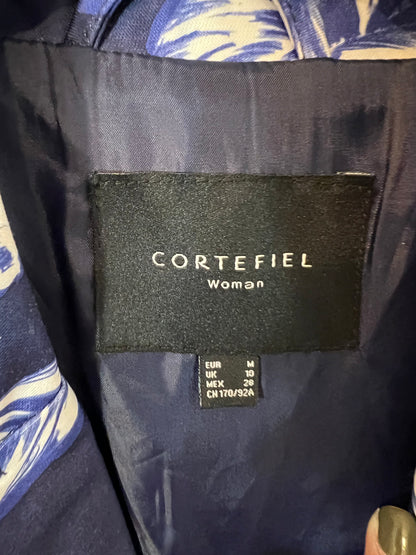 CORTEFIEL
Woman
EUR M
UK 10
MEX 28
CN 170/92A